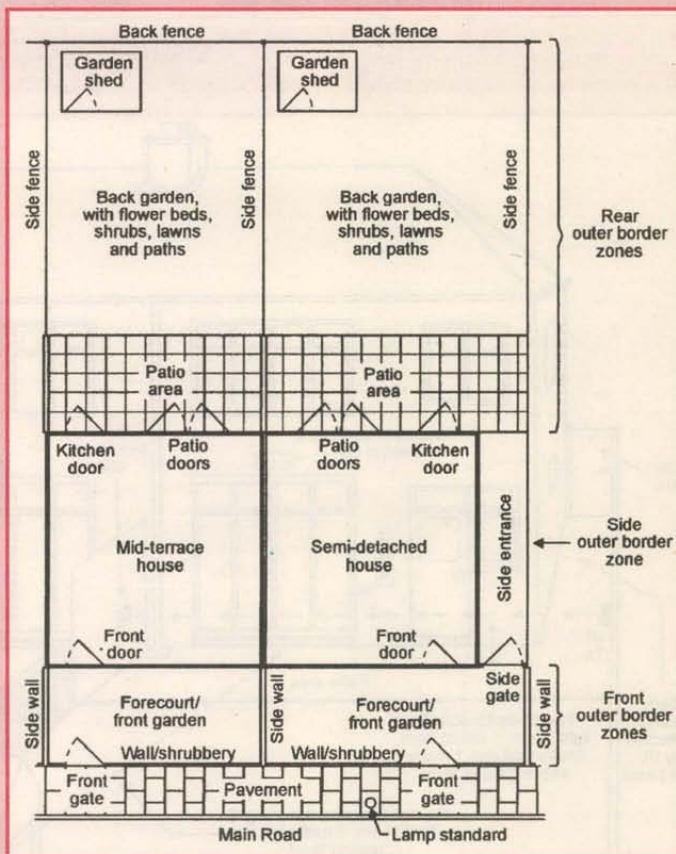 Back fence
Back fence
Garden
shed
Garden
shed
Side fence
Side fence
Side fence
Back garden,
with flower beds,
shrubs, lawns
and paths
Back garden,
with flower beds,
shrubs, lawns
and paths
Rear
outer border
zones
Patio
area
Patio
area
Kitchen
door
Patio
doors
Patio
doors
Kitchen
door
Mid-terrace
house
Semi-detached
house
Side entrance
Side
outer border
zone
Front
door
Front
door
Side
gate
Side wall
Forecourt/
front garden
Side wall
Forecourt/
front garden
Side wall
Front
outer border
zones
Wall/shrubbery
Wall/shrubbery
Front
gate
Pavement
Front
gate
Main Road
Lamp standard